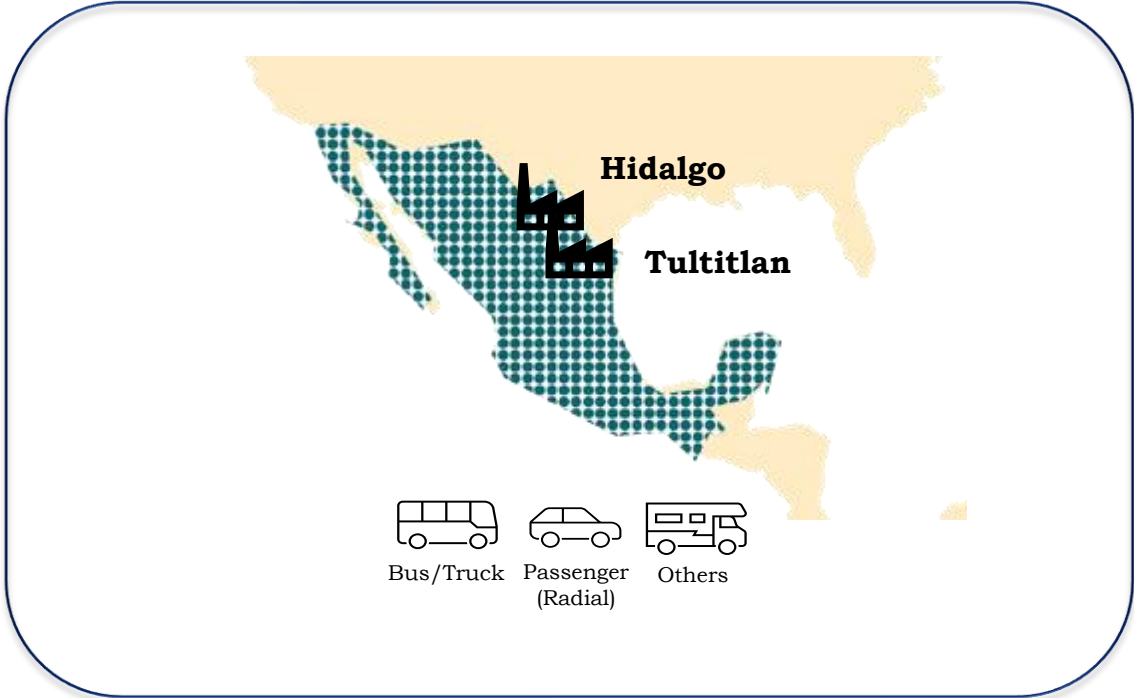 Hidalgo
Tultitlan
Bus/Truck
Passenger
(Radial)
Others